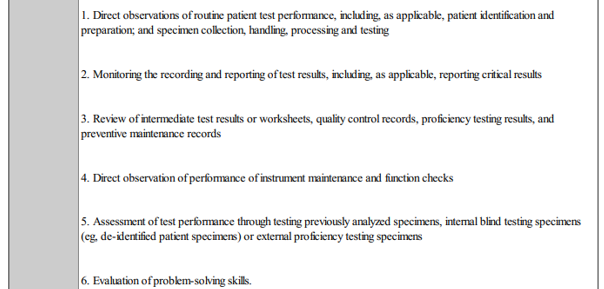 1. Direct observations of routine patient test performance, including, as applicable, patient identification and
preparation; and specimen collection, handling, processing and testing
2. Monitoring the recording and reporting of test results, including, as applicable, reporting critical results
3. Review of intermediate test results or worksheets, quality control records, proficiency testing results, and
preventive maintenance records
4. Direct observation of performance of instrument maintenance and function checks
5. Assessment of test performance through testing previously analyzed specimens, internal blind testing specimens
(eg, de-identified patient specimens) or external proficiency testing specimens
6. Evaluation of problem-solving skills.